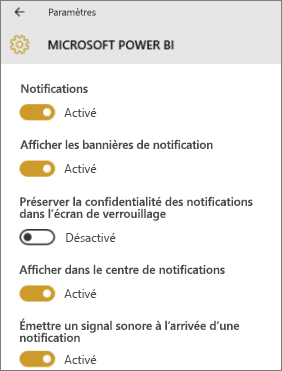 Paramètres
MICROSOFT POWER BI
Notifications
Activé
Afficher les bannières de notification
Activé
Préserver la confidentialité des notifications
dans l'écran de verrouillage
Désactivé
Afficher dans le centre de notifications
Activé
Émettre un signal sonore à l'arrivée d'une
notification
Activé